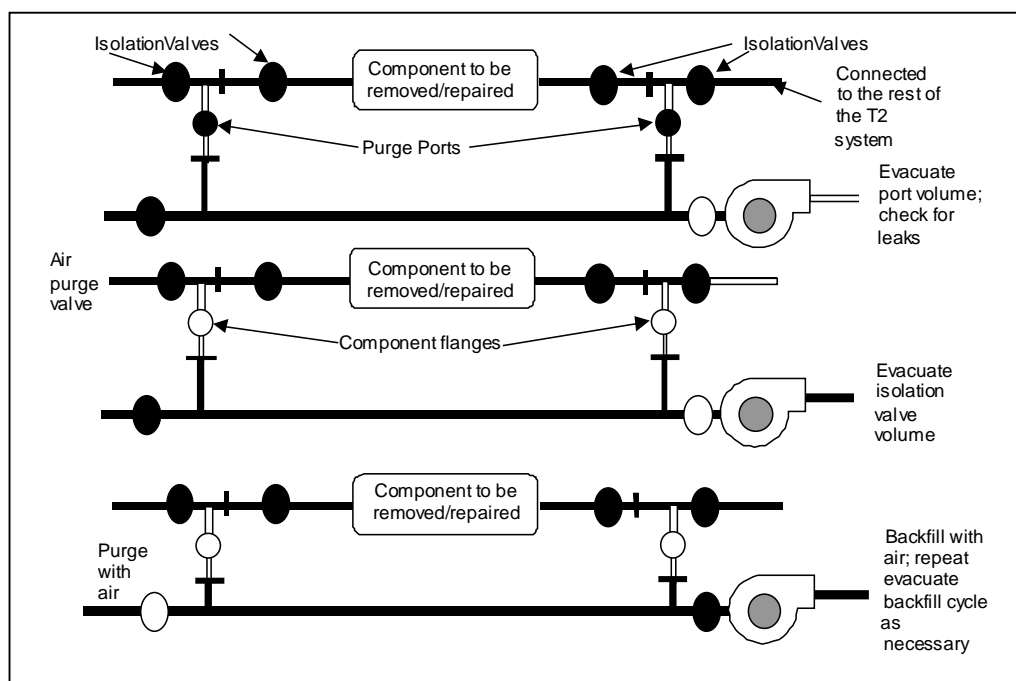 IsolationValves
IsolationValves
Component to be
removed/repaired
Connected
to the rest of
the T2
system
Purge Ports
Evacuate
port volume;
check for
leaks
Air
purge
valve
Component to be
removed/repaired
Component flanges
Evacuate
isolation
valve
volume
Component to be
removed/repaired
Purge
with
air
Backfill with
air; repeat
evacuate
backfill cycle
as
necessary